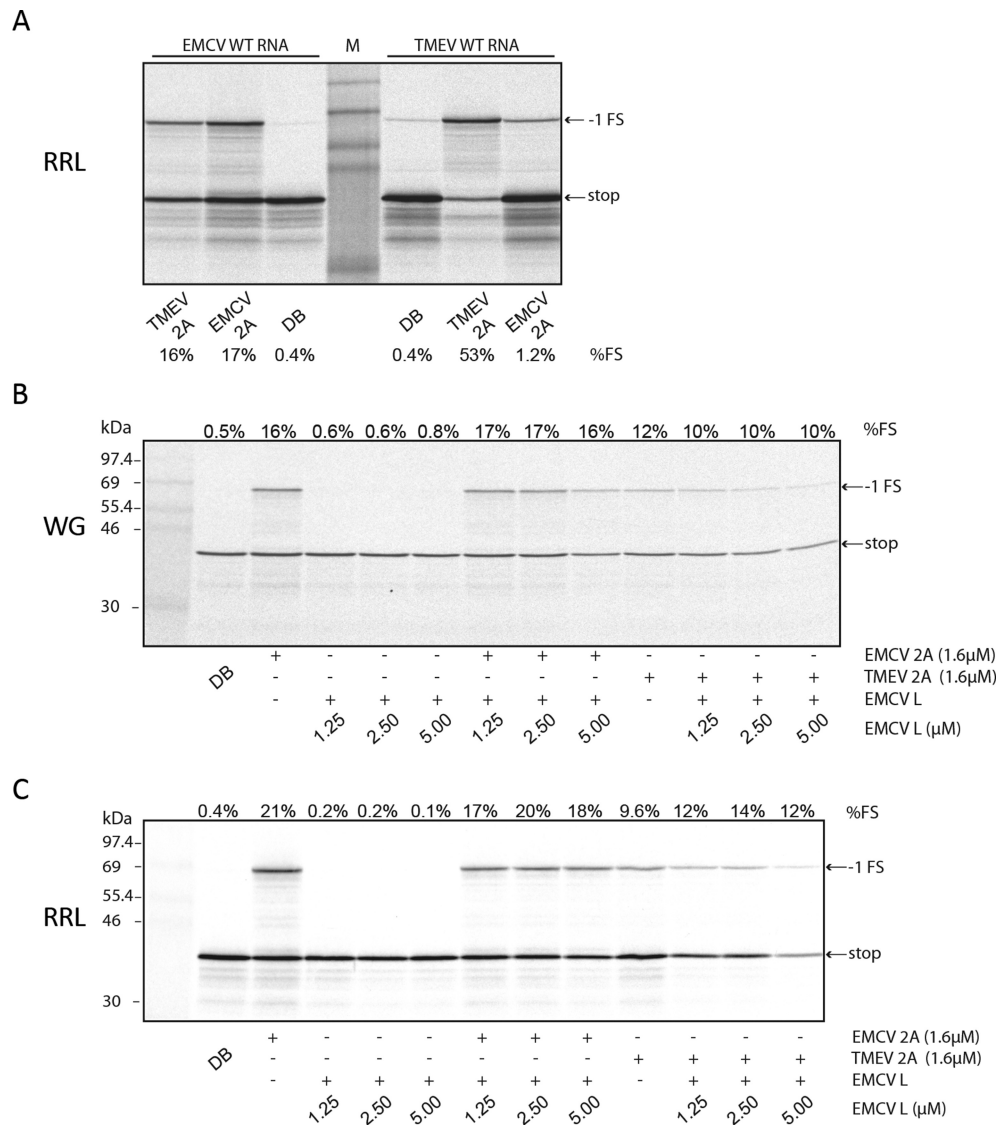 A
EMCV WT RNA M TMEV WT RNA
RRL
-1 FS
stop
TMEV 2A EMCV 2A DB DB TMEV 2A EMCV 2A
16% 17% 0.4% 0.4% 53% 1.2% %FS
B
kDa 0.5% 16% 0.6% 0.6% 0.8% 17% 17% 16% 12% 10% 10% 10% %FS
97.4
69 -1 FS
55.4
WG
46 stop
30
DB + - - - + + + - - - - EMCV 2A (1.6µM)
- - - - - - - + + + + TMEV 2A (1.6µM)
- + + + + + + - + + + EMCV L
1.25 2.50 5.00 1.25 2.50 5.00 1.25 2.50 5.00 EMCV L (µM)
C
kDa 0.4% 21% 0.2% 0.2% 0.1% 17% 20% 18% 9.6% 12% 14% 12% %FS
97.4
69 -1 FS
55.4
RRL
46
stop
30
DB + - - - + + + - - - - EMCV 2A (1.6µM)
- - - - - - - + + + + TMEV 2A (1.6µM)
- + + + + + + - + + + EMCV L
1.25 2.50 5.00 1.25 2.50 5.00 1.25 2.50 5.00 EMCV L (µM)